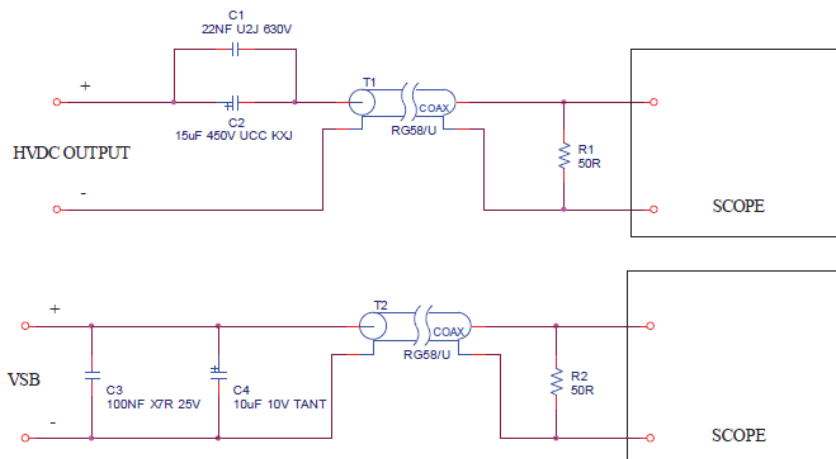 C1
22NF U2J 630V
+
T1
COAX
C2
15uF 450V UCC KXJ
RG58/U
HVDC OUTPUT
R1
50R
-
SCOPE
+
T2
COAX
RG58/U
VSB
C3
100NF X7R 25V
C4
10uF 10V TANT
R2
50R
-
SCOPE